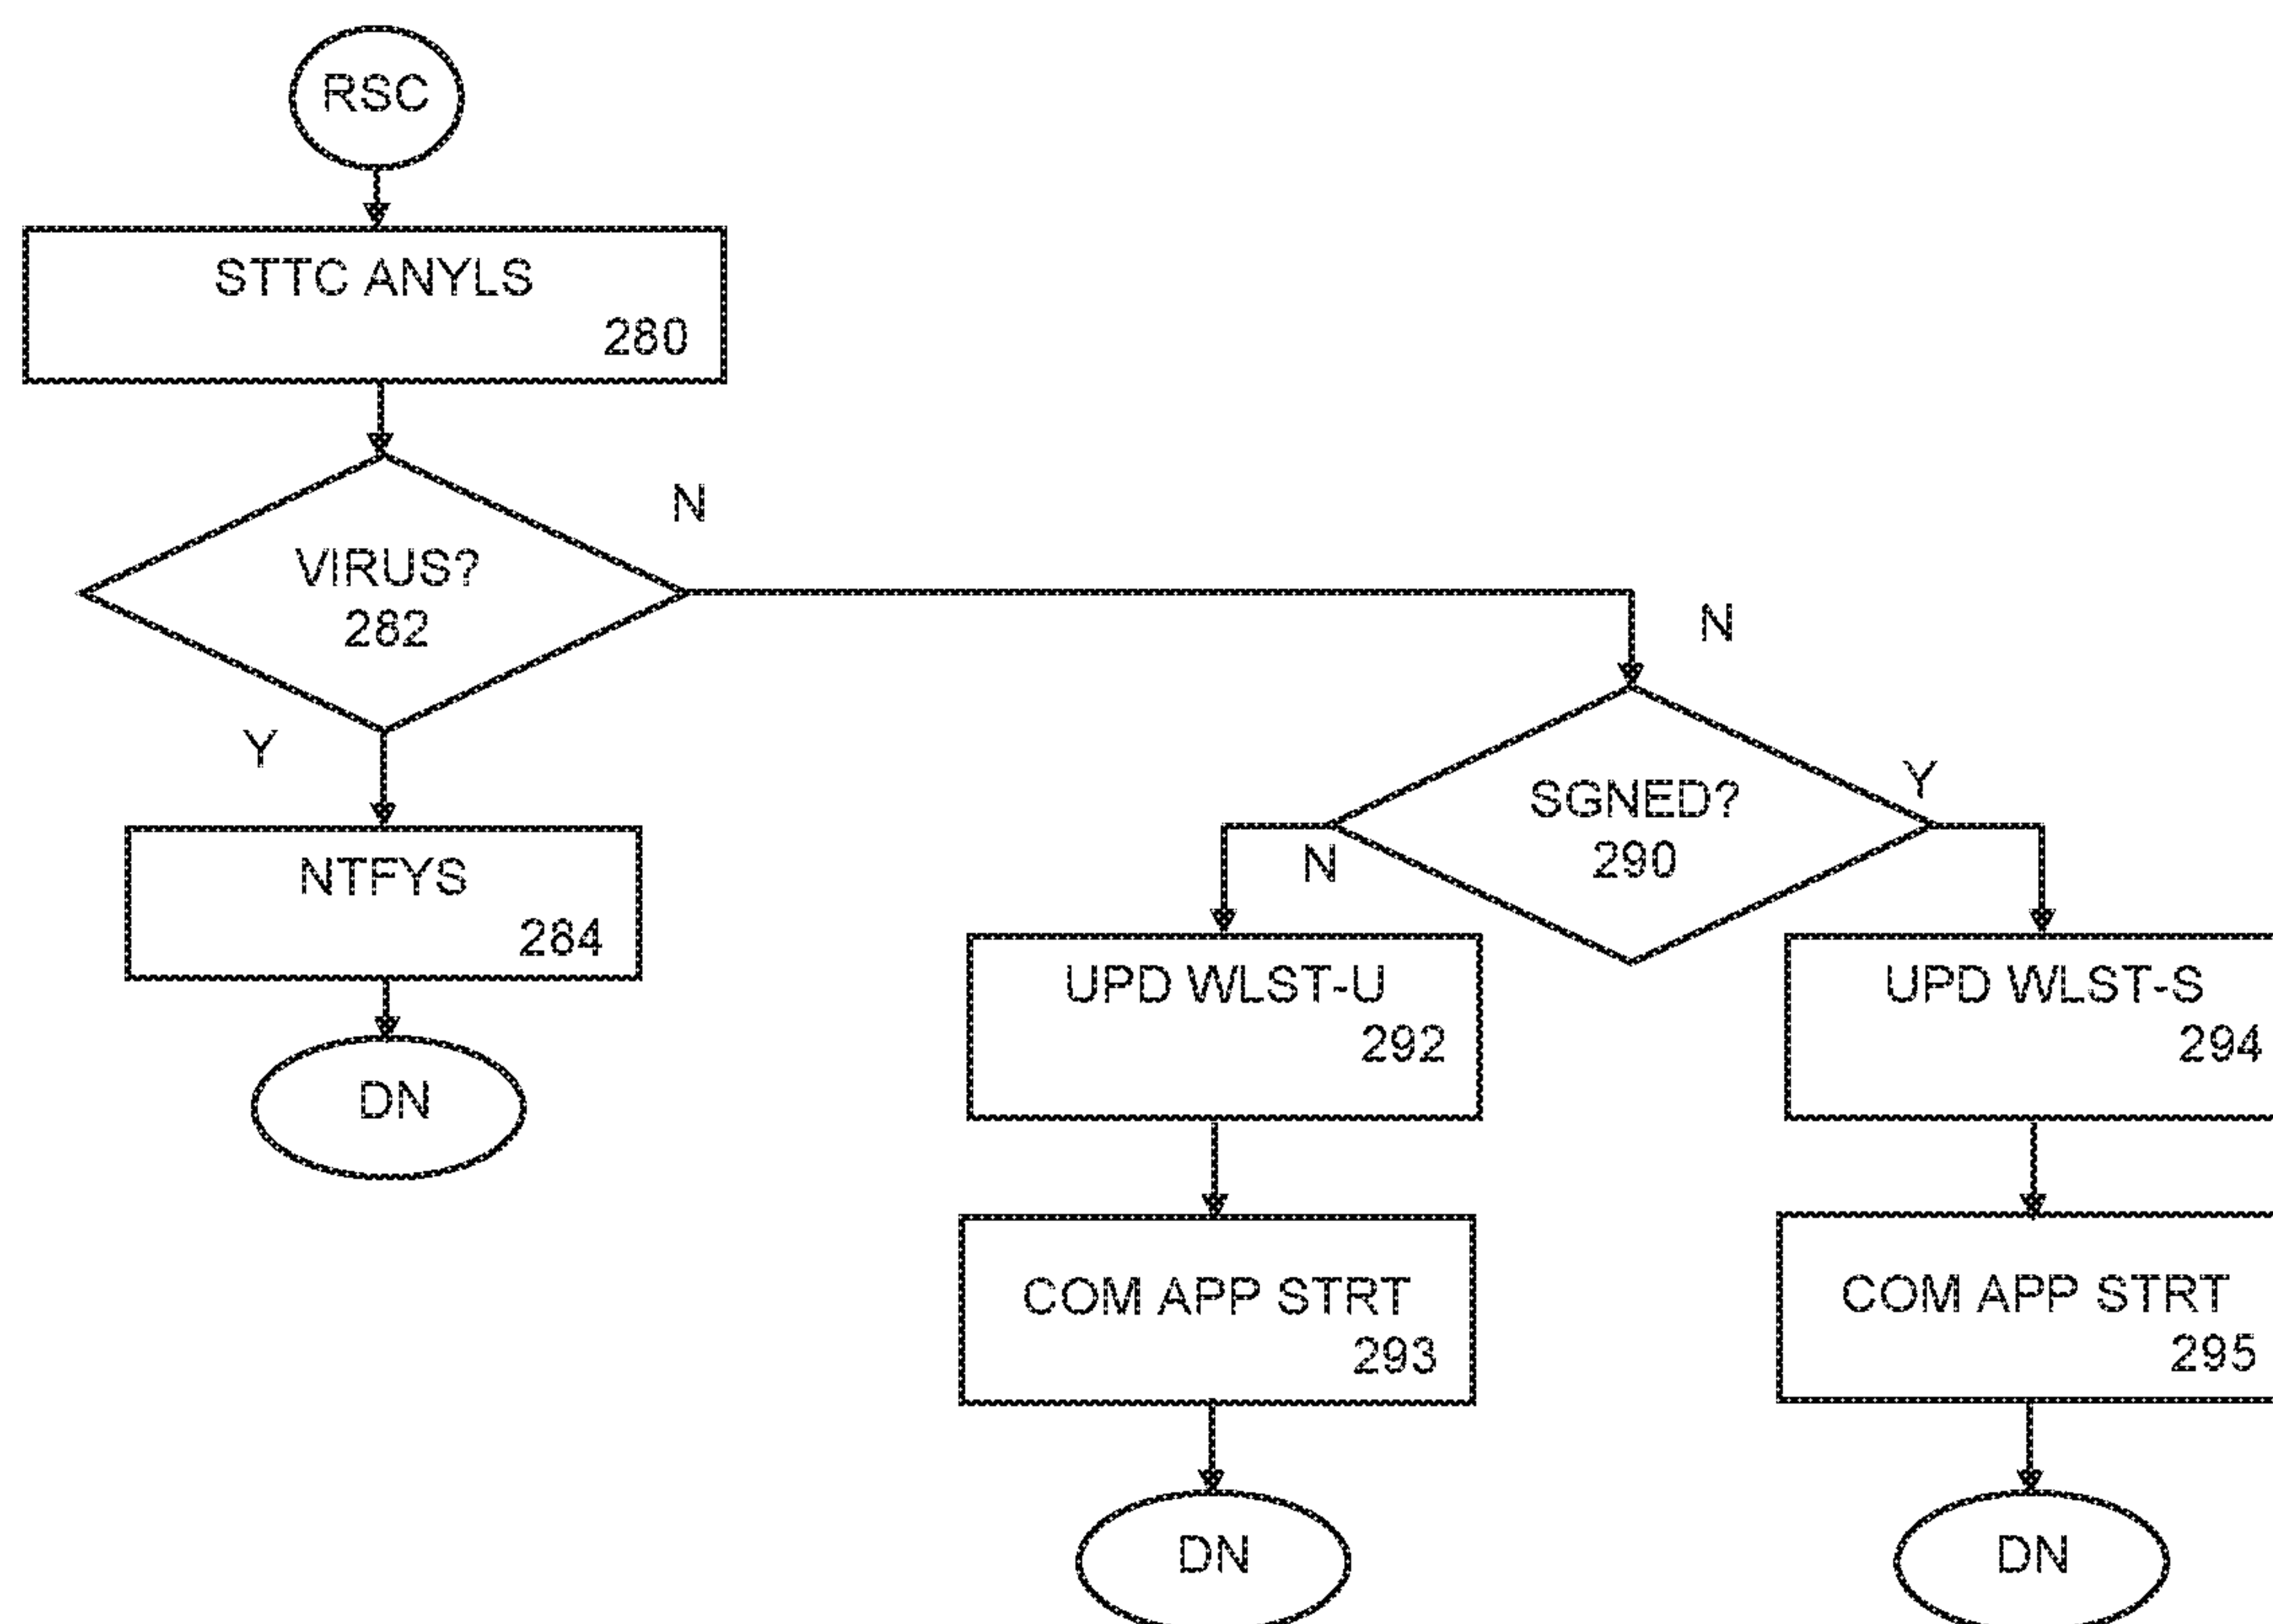 RSC
STTC ANYLS
280
N
VIRUS?
282
N
Y
SGNED?
290
Y
N
NTFYS
284
UPD WLST-U
292
UPD WLST-S
294
DN
COM APP STRT
293
COM APP STRT
295
DN
DN